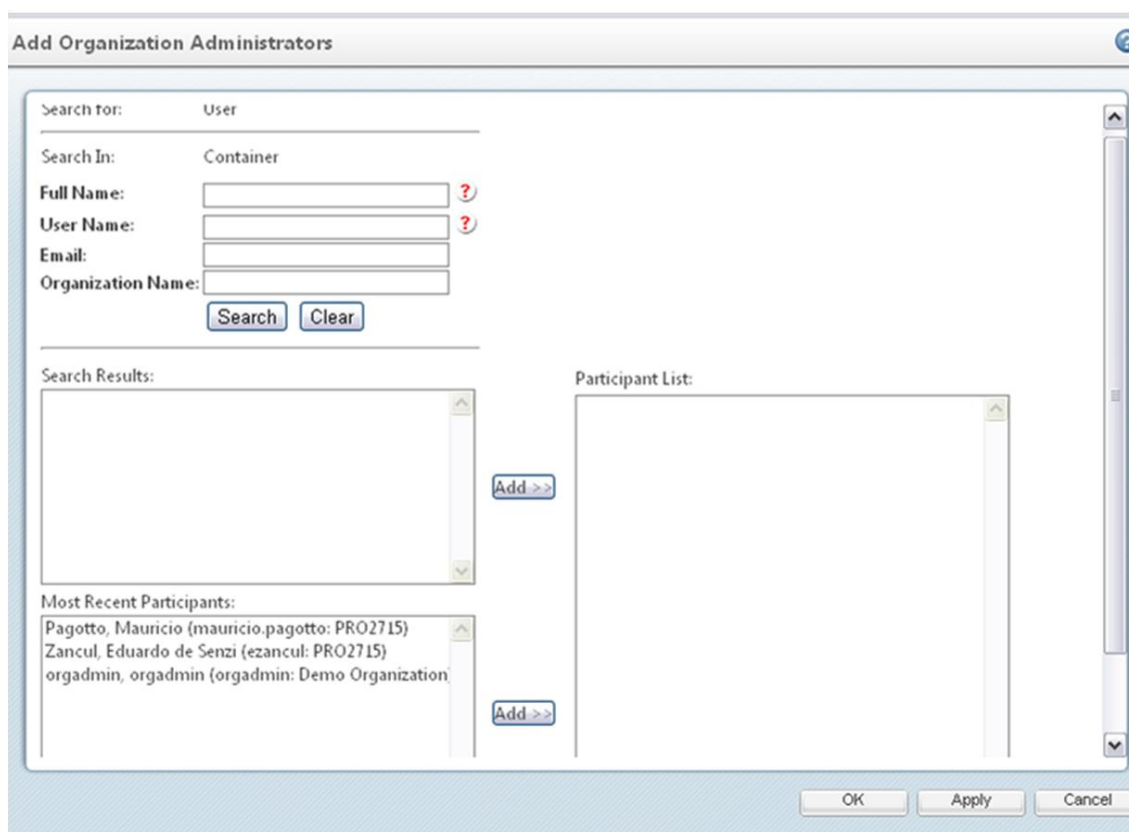 Add Organization Administrators
Search for: User
Search In: Container
Full Name: ?
User Name: ?
Email:
Organization Name:
Search Clear
Search Results:
Participant List:
Add >>
Most Recent Participants:
Pagotto, Mauricio (mauricio.pagotto: PRO2715)
Zancul, Eduardo de Senzi (ezancul: PRO2715)
orgadmin, orgadmin (orgadmin: Demo Organization)
Add >>
OK Apply Cancel